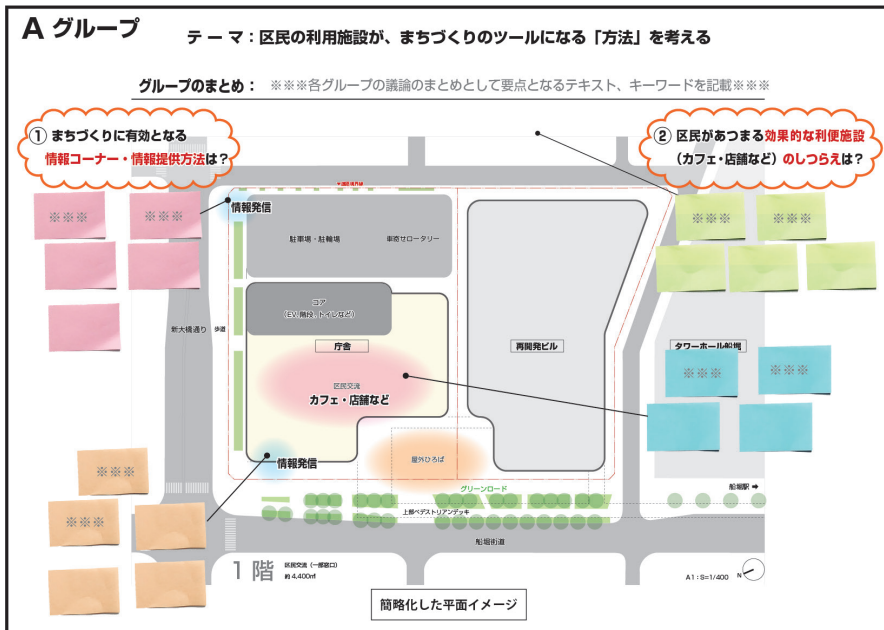 A グループ
テーマ：区民の利用施設が、まちづくりのツールになる「方法」を考える
グループのまとめ： ※※※各グループの議論のまとめとして要点となるテキスト、キーワードを記載※※※
① まちづくりに有効となる
情報コーナー・情報提供方法は？
② 区民があつまる効果的な利便施設
（カフェ・店舗など）のしつらえは？
※※※
※※※
※※※
※※※
情報発信
駐車場・駐輪場
車寄せロータリー
コア
（EV、階段、トイレなど）
新大橋通り
歩道
庁舎
再開発ビル
タワーホール船堀
区民交流
カフェ・店舗など
※※※
※※※
※※※
※※※
情報発信
屋外ひろば
グリーンロード
船堀駅 ➡
上部ペデストリアンデッキ
船堀街道
1階
区民交流（一部窓口）
約4,400㎡
A1：S=1/400
N
簡略化した平面イメージ